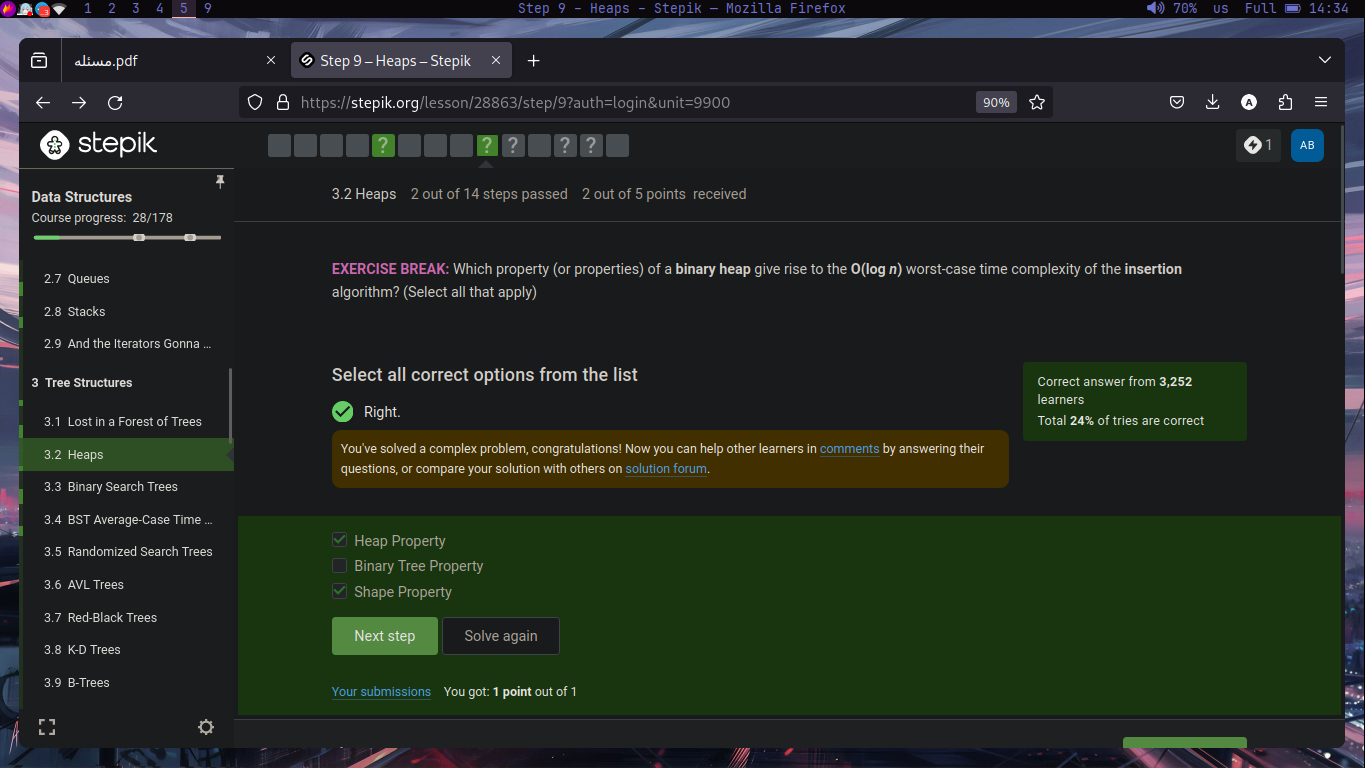 1 2 3 4 5 9 Step 9 – Heaps – Stepik — Mozilla Firefox 70% us Full 14:34
مسئله.pdf Step 9 – Heaps – Stepik
https://stepik.org/lesson/28863/step/9?auth=login&unit=9900 90% A
stepik ? ? ? ? ? 1 AB
Data Structures
Course progress: 28/178
2.7 Queues
2.8 Stacks
2.9 And the Iterators Gonna ...
3 Tree Structures
3.1 Lost in a Forest of Trees
3.2 Heaps
3.3 Binary Search Trees
3.4 BST Average-Case Time ...
3.5 Randomized Search Trees
3.6 AVL Trees
3.7 Red-Black Trees
3.8 K-D Trees
3.9 B-Trees
3.2 Heaps 2 out of 14 steps passed 2 out of 5 points received
EXERCISE BREAK: Which property (or properties) of a binary heap give rise to the O(log n) worst-case time complexity of the insertion
algorithm? (Select all that apply)
Select all correct options from the list
Right.
You've solved a complex problem, congratulations! Now you can help other learners in comments by answering their
questions, or compare your solution with others on solution forum.
Correct answer from 3,252
learners
Total 24% of tries are correct
Heap Property
Binary Tree Property
Shape Property
Next step Solve again
Your submissions You got: 1 point out of 1